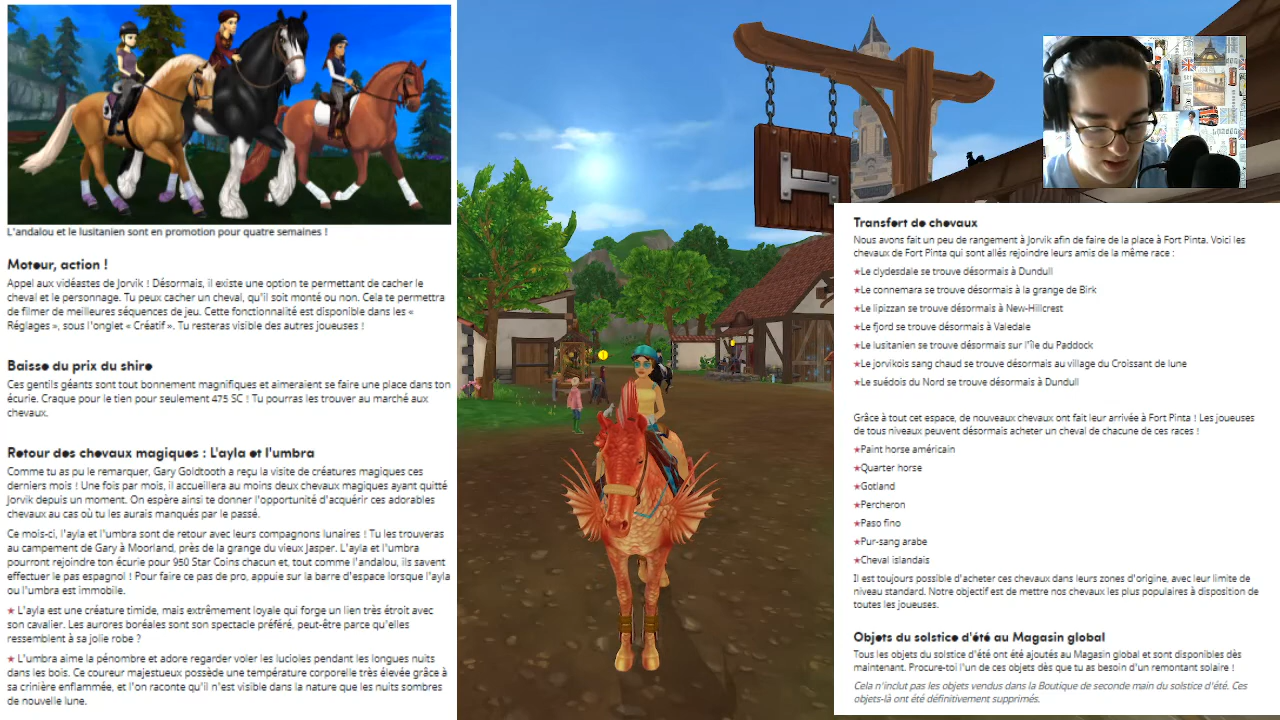 L'andalou et le lusitanien sont en promotion pour quatre semaines !
Moteur, action !
Appel aux vidéastes de Jorvik ! Désormais, il existe une option te permettant de cacher le
cheval et le personnage. Tu peux cacher un cheval, qu'il soit monté ou non. Cela te permettra
de filmer de meilleures séquences de jeu. Cette fonctionnalité est disponible dans les «
Réglages », sous l'onglet « Créatif ». Tu resteras visible des autres joueuses !
Baisse du prix du shire
Ces gentils géants sont tout bonnement magnifiques et aimeraient se faire une place dans ton
écurie. Craque pour le tien pour seulement 475 SC ! Tu pourras les trouver au marché aux
chevaux.
Retour des chevaux magiques : L'ayla et l'umbra
Comme tu as pu le remarquer, Gary Goldtooth a reçu la visite de créatures magiques ces
derniers mois ! Une fois par mois, il accueillera au moins deux chevaux magiques ayant quitté
Jorvik depuis un moment. On espère ainsi te donner l'opportunité d'acquérir ces adorables
chevaux au cas où tu les aurais manqués par le passé.
Ce mois-ci, l'ayla et l'umbra sont de retour avec leurs compagnons lunaires ! Tu les trouveras
au campement de Gary à Moorland, près de la grange du vieux Jasper. L'ayla et l'umbra
pourront rejoindre ton écurie pour 950 Star Coins chacun et, tout comme l'andalou, ils savent
effectuer le pas espagnol ! Pour faire ce pas de pro, appuie sur la barre d'espace lorsque l'ayla
ou l'umbra est immobile.
★ L'ayla est une créature timide, mais extrêmement loyale qui forge un lien très étroit avec
son cavalier. Les aurores boréales sont son spectacle préféré, peut-être parce qu'elles
ressemblent à sa jolie robe ?
★ L'umbra aime la pénombre et adore regarder voler les lucioles pendant les longues nuits
dans les bois. Ce coureur majestueux possède une température corporelle très élevée grâce à
sa crinière enflammée, et l'on raconte qu'il n'est visible dans la nature que les nuits sombres
de nouvelle lune.
Transfert de chevaux
Nous avons fait un peu de rangement à Jorvik afin de faire de la place à Fort Pinta. Voici les
chevaux de Fort Pinta qui sont allés rejoindre leurs amis de la même race :
★Le clydesdale se trouve désormais à Dundull
★Le connemara se trouve désormais à la grange de Birk
★Le lipizzan se trouve désormais à New-Hillcrest
★Le fjord se trouve désormais à Valedale
★Le lusitanien se trouve désormais sur l'île du Paddock
★Le jorvikois sang chaud se trouve désormais au village du Croissant de lune
★Le suédois du Nord se trouve désormais à Dundull
Grâce à tout cet espace, de nouveaux chevaux ont fait leur arrivée à Fort Pinta ! Les joueuses
de tous niveaux peuvent désormais acheter un cheval de chacune de ces races !
★Paint horse américain
★Quarter horse
★Gotland
★Percheron
★Paso fino
★Pur-sang arabe
★Cheval islandais
Il est toujours possible d'acheter ces chevaux dans leurs zones d'origine, avec leur limite de
niveau standard. Notre objectif est de mettre nos chevaux les plus populaires à disposition de
toutes les joueuses.
Objets du solstice d'été au Magasin global
Tous les objets du solstice d'été ont été ajoutés au Magasin global et sont disponibles dès
maintenant. Procure-toi l'un de ces objets dès que tu as besoin d'un remontant solaire !
Cela n'inclut pas les objets vendus dans la Boutique de seconde main du solstice d'été. Ces
objets-là ont été définitivement supprimés.